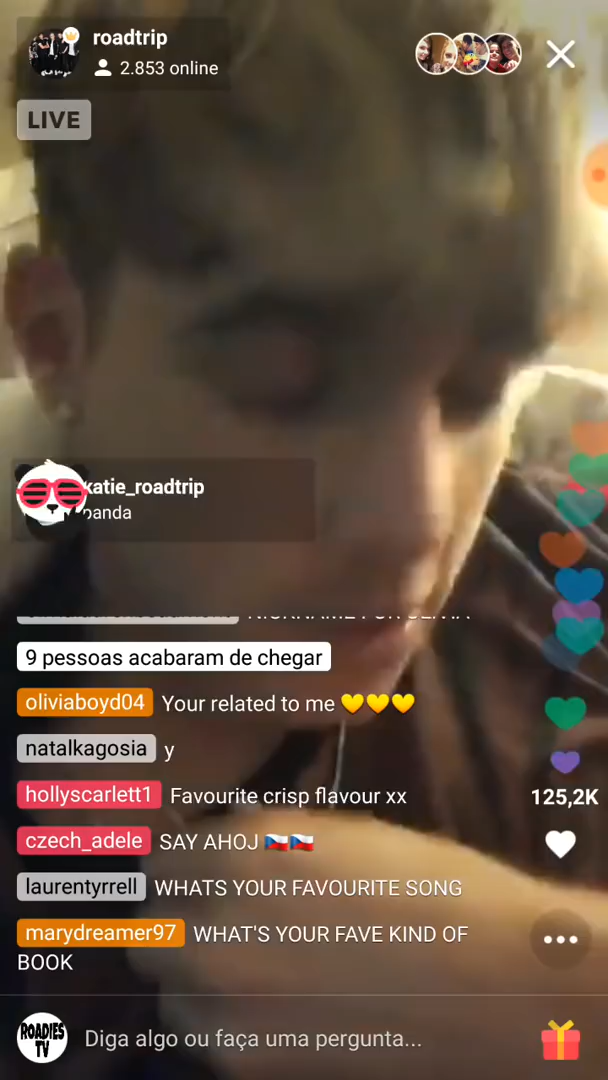 roadtrip
2.853 online
LIVE
katie_roadtrip
panda
9 pessoas acabaram de chegar
oliviaboyd04 Your related to me 💛💛💛
natalkagosia y
hollyscarlett1 Favourite crisp flavour xx
125,2K
czech_adele SAY AHOJ 🇨🇿🇨🇿
laurentyrrell WHATS YOUR FAVOURITE SONG
marydreamer97 WHAT'S YOUR FAVE KIND OF
BOOK
ROADIES
TV
Diga algo ou faça uma pergunta...